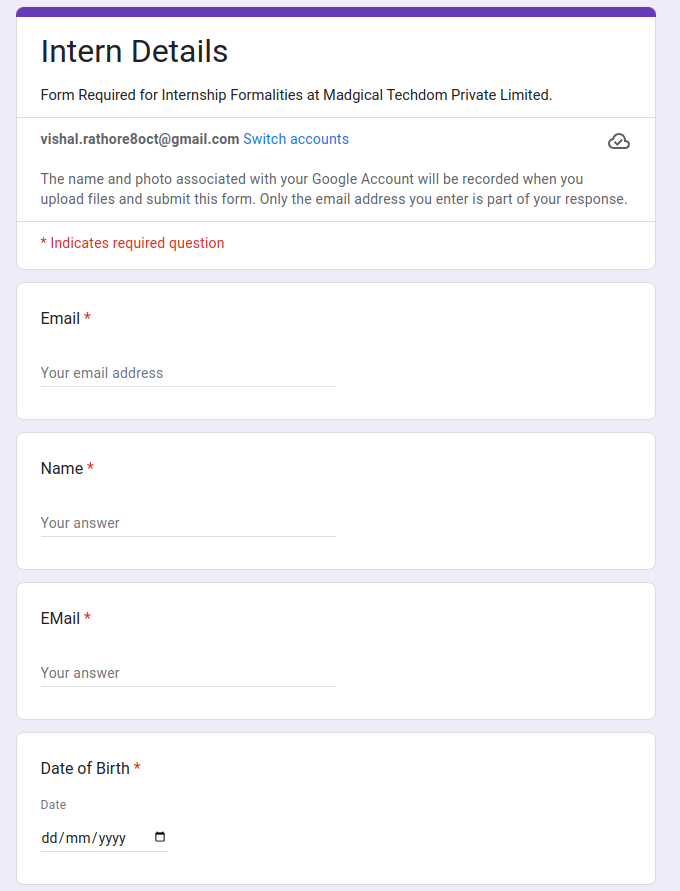 Intern Details
Form Required for Internship Formalities at Madgical Techdom Private Limited.
vishal.rathore8oct@gmail.com Switch accounts
The name and photo associated with your Google Account will be recorded when you
upload files and submit this form. Only the email address you enter is part of your response.
* Indicates required question
Email *
Your email address
Name *
Your answer
EMail *
Your answer
Date of Birth *
Date
dd/mm/yyyy